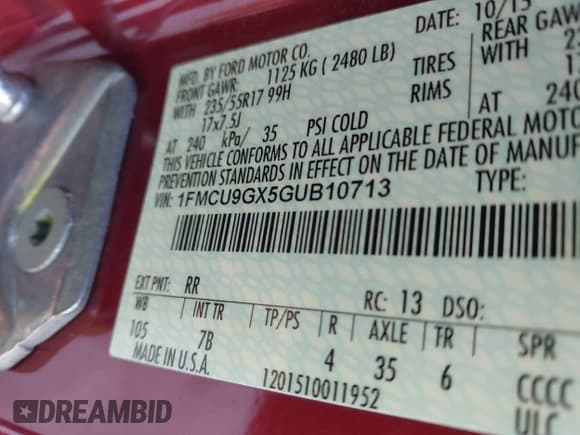 DATE: 10/15
MFD. BY FORD MOTOR CO.
FRONT GAWR: 1125 KG ( 2480 LB)
REAR GAWR
WITH 235/55R17 99H TIRES WITH
17x7.5J RIMS
AT 240 kPa/ 35 PSI COLD AT 240
THIS VEHICLE CONFORMS TO ALL APPLICABLE FEDERAL MOTO
PREVENTION STANDARDS IN EFFECT ON THE DATE OF MANUF
VIN: 1FMCU9GX5GUB10713 TYPE:
EXT PNT: RR RC: 13 DSO:
WB INT TR TP/PS R AXLE TR SPR
105 7B 4 35 6 CCCC
MADE IN U.S.A. 1201510011952 ULC
DREAMBID